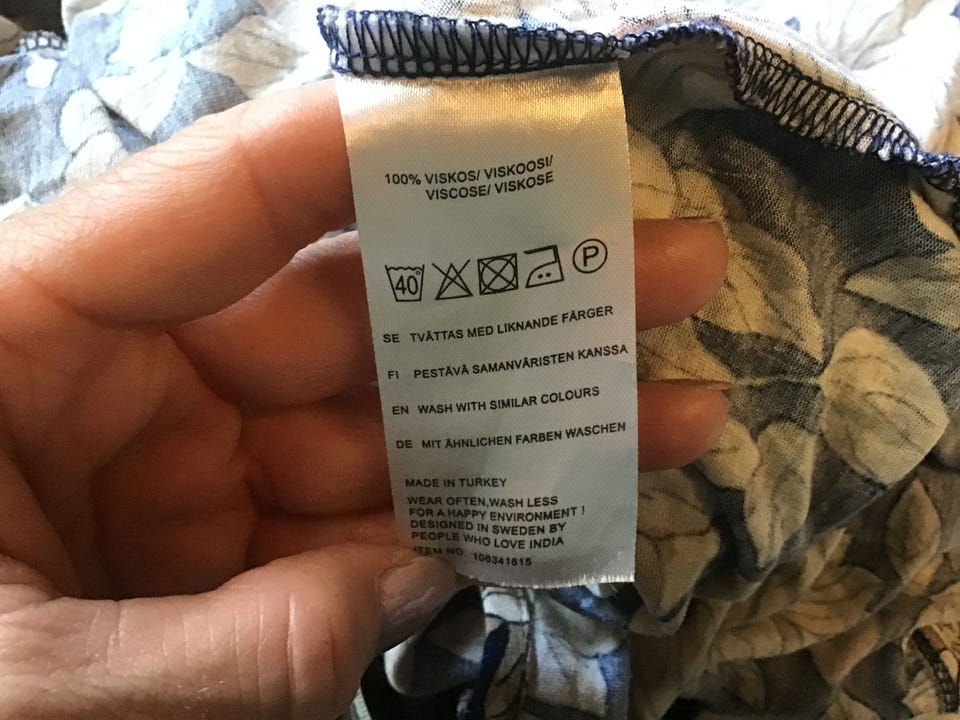 100% VISKOS/ VISKOOSI/
VISCOSE/ VISKOSE
40°
P
SE TVÄTTAS MED LIKNANDE FÄRGER
FI PESTÄVÄ SAMANVÄRISTEN KANSSA
EN WASH WITH SIMILAR COLOURS
DE MIT ÄHNLICHEN FARBEN WASCHEN
MADE IN TURKEY
WEAR OFTEN,WASH LESS
FOR A HAPPY ENVIRONMENT !
DESIGNED IN SWEDEN BY
PEOPLE WHO LOVE INDIA
ITEM NO. 106341615